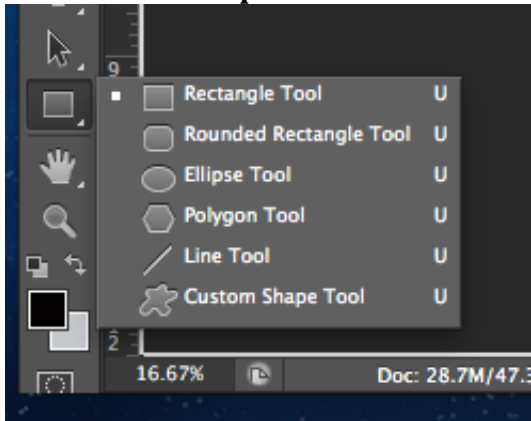 9
Rectangle Tool U
Rounded Rectangle Tool U
Ellipse Tool U
Polygon Tool U
Line Tool U
Custom Shape Tool U
2
16.67% Doc: 28.7M/47.3